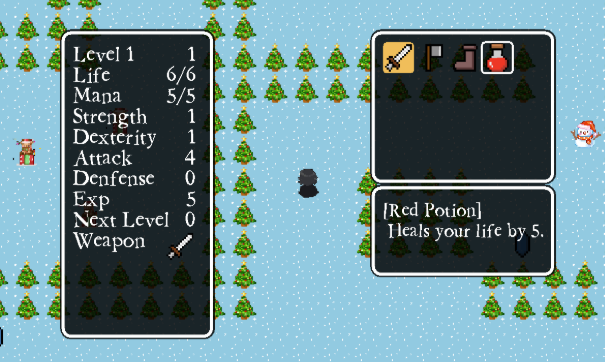 Level 1 1
Life 6/6
Mana 5/5
Strength 1
Dexterity 1
Attack 4
Denfense 0
Exp 5
Next Level 0
Weapon
[Red Potion]
Heals your life by 5.